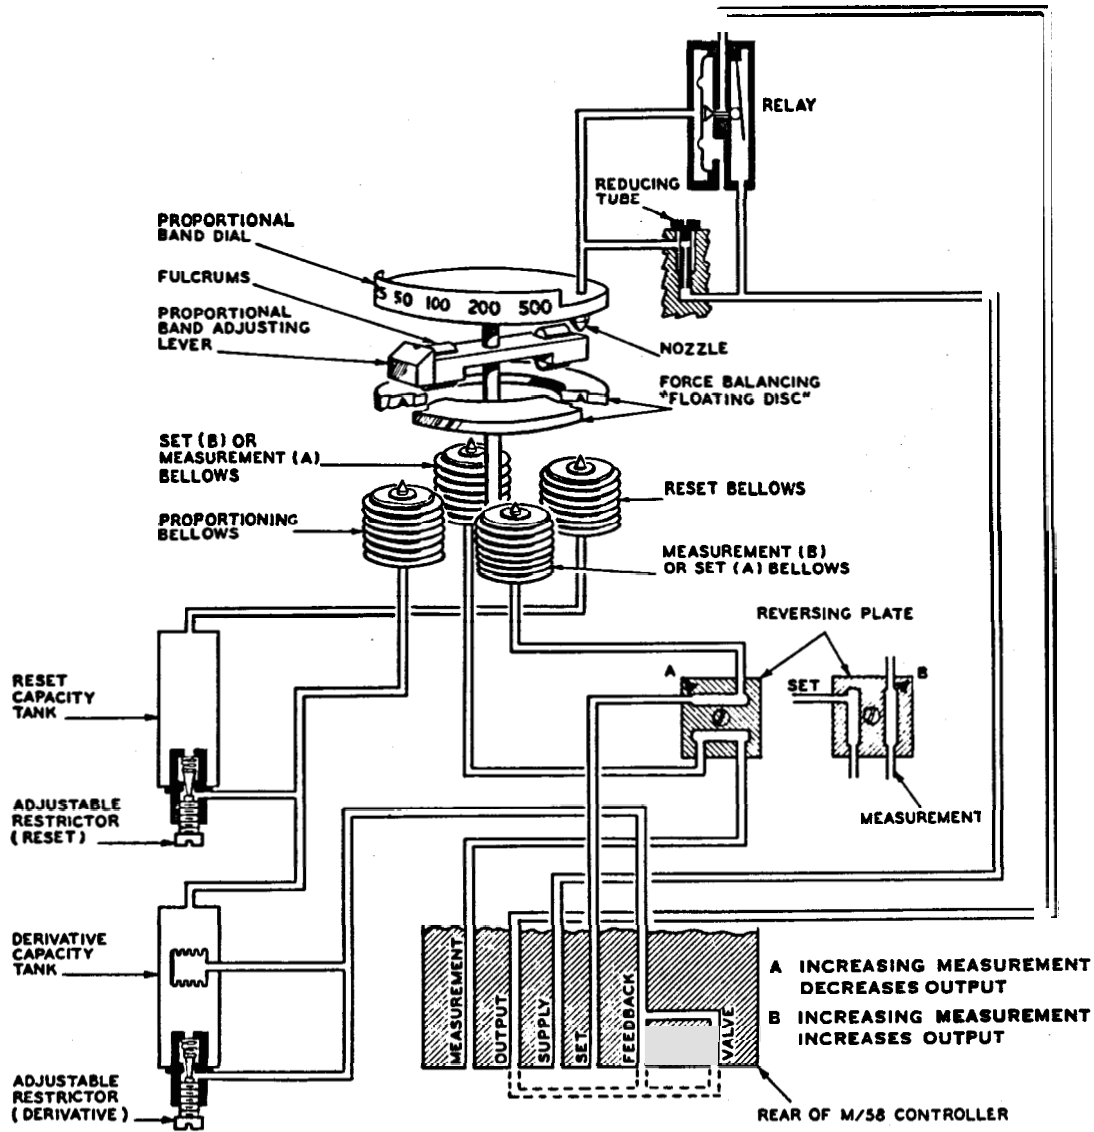 RELAY
REDUCING
TUBE
PROPORTIONAL
BAND DIAL
FULCRUMS
5 50 100 200 500
PROPORTIONAL
BAND ADJUSTING
LEVER
NOZZLE
FORCE BALANCING
"FLOATING DISC"
SET (B) OR
MEASUREMENT (A)
BELLOWS
RESET BELLOWS
PROPORTIONING
BELLOWS
MEASUREMENT (B)
OR SET (A) BELLOWS
REVERSING PLATE
A
SET
B
RESET
CAPACITY
TANK
MEASUREMENT
ADJUSTABLE
RESTRICTOR
(RESET)
DERIVATIVE
CAPACITY
TANK
MEASUREMENT
OUTPUT
SUPPLY
SET
FEEDBACK
VALVE
A INCREASING MEASUREMENT
DECREASES OUTPUT
B INCREASING MEASUREMENT
INCREASES OUTPUT
ADJUSTABLE
RESTRICTOR
(DERIVATIVE)
REAR OF M/58 CONTROLLER